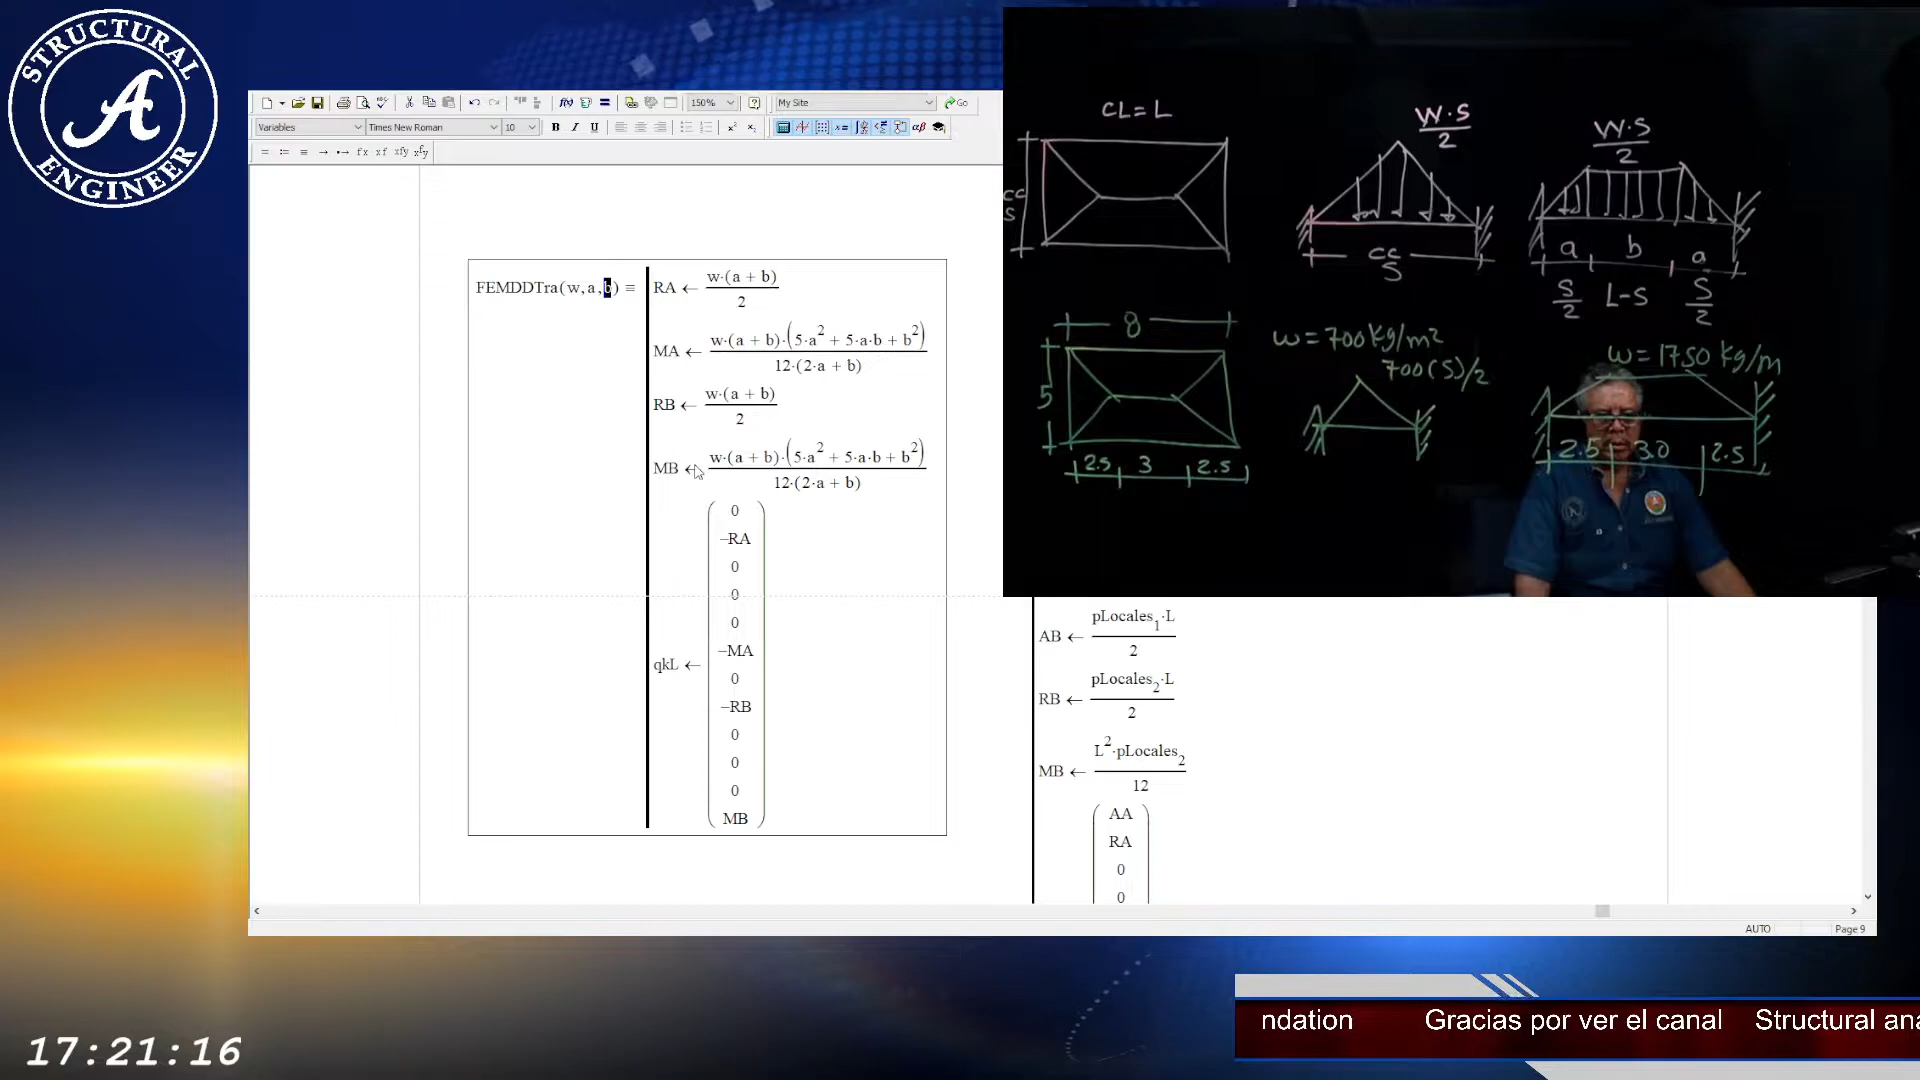 STRUCTURAL
A
ENGINEER
150%
My Site
Go
Variables
Times New Roman
10
B I U
FEMDDTra(w,a,b) ≡
RA ← w·(a + b)
2
MA ← w·(a + b)·(5·a² + 5·a·b + b²)
12·(2·a + b)
RB ← w·(a + b)
2
MB ← w·(a + b)·(5·a² + 5·a·b + b²)
12·(2·a + b)
qkL ←
0
−RA
0
0
0
−MA
0
−RB
0
0
0
MB
AB ← pLocales₁·L
2
RB ← pLocales₂·L
2
MB ← L²·pLocales₂
12
AA
RA
0
0
AUTO
Page 9
CL=L
CC
S
W·S
2
CC
S
W·S
2
a b a
S
2
L-S
S
2
8
5
2.5 3 2.5
w=700kg/m²
700(5)/2
w=1750 kg/m
2.5 3.0 2.5
17:21:16
ndation Gracias por ver el canal Structural ana